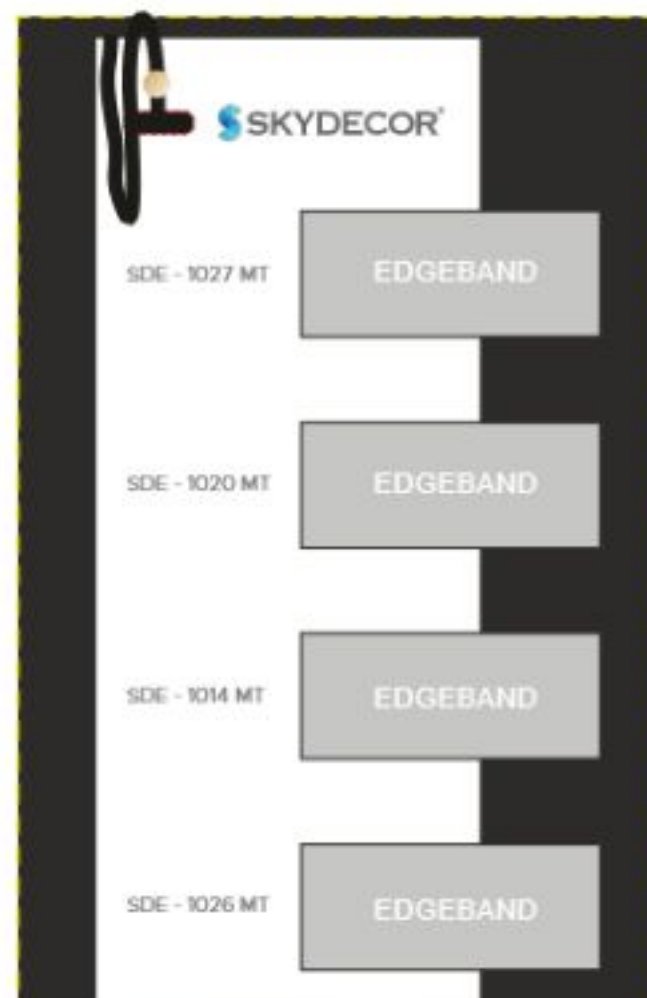 SKYDECOR®
SDE - 1027 MT EDGEBAND
SDE - 1020 MT EDGEBAND
SDE - 1014 MT EDGEBAND
SDE - 1026 MT EDGEBAND